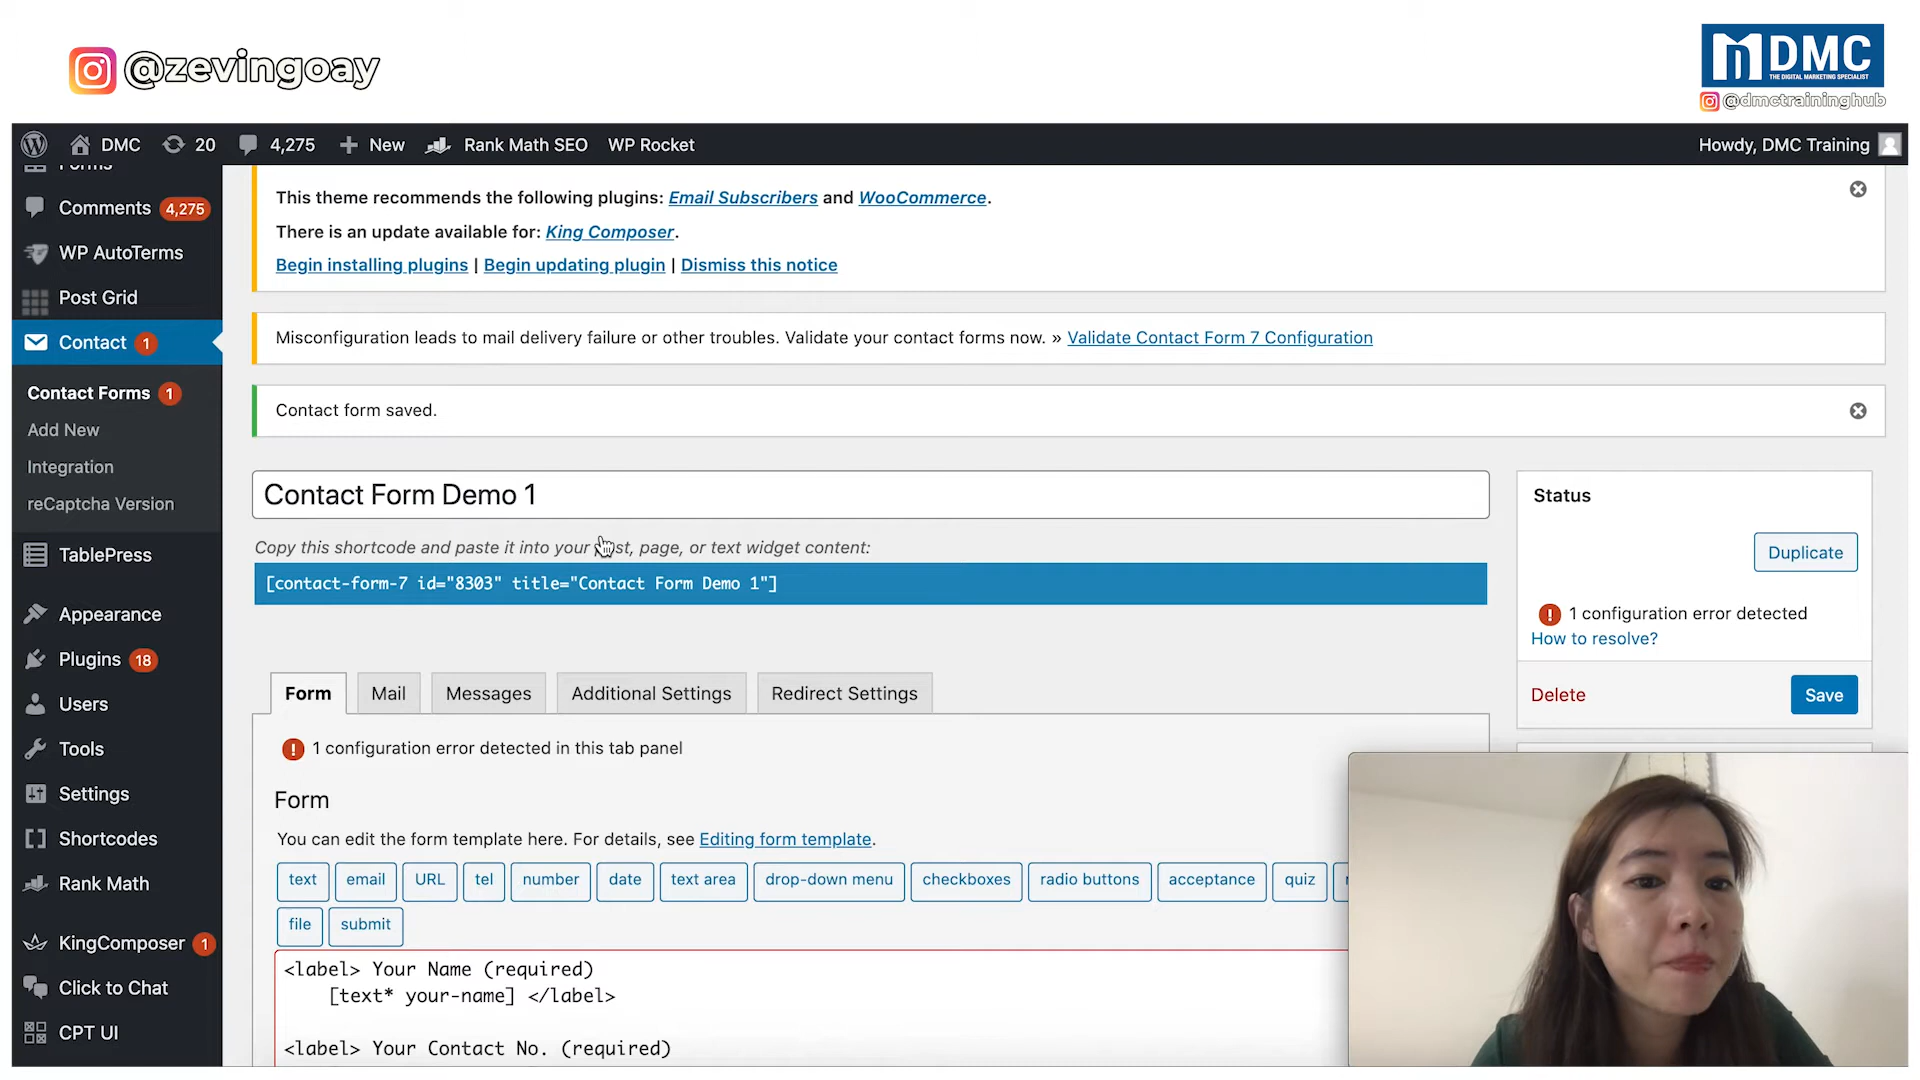 @zevingoay
DMC
THE DIGITAL MARKETING SPECIALIST
@dmctraininghub
DMC 20 4,275 New Rank Math SEO WP Rocket Howdy, DMC Training
Forms
Comments 4,275
WP AutoTerms
Post Grid
Contact 1
Contact Forms 1
Add New
Integration
reCaptcha Version
TablePress
Appearance
Plugins 18
Users
Tools
Settings
Shortcodes
Rank Math
KingComposer 1
Click to Chat
CPT UI
This theme recommends the following plugins: Email Subscribers and WooCommerce.
There is an update available for: King Composer.
Begin installing plugins | Begin updating plugin | Dismiss this notice
Misconfiguration leads to mail delivery failure or other troubles. Validate your contact forms now. » Validate Contact Form 7 Configuration
Contact form saved.
Contact Form Demo 1
Copy this shortcode and paste it into your post, page, or text widget content:
[contact-form-7 id="8303" title="Contact Form Demo 1"]
Status
Duplicate
1 configuration error detected
How to resolve?
Delete Save
Form Mail Messages Additional Settings Redirect Settings
1 configuration error detected in this tab panel
Form
You can edit the form template here. For details, see Editing form template.
text email URL tel number date text area drop-down menu checkboxes radio buttons acceptance quiz
file submit
<label> Your Name (required)
[text* your-name] </label>
<label> Your Contact No. (required)